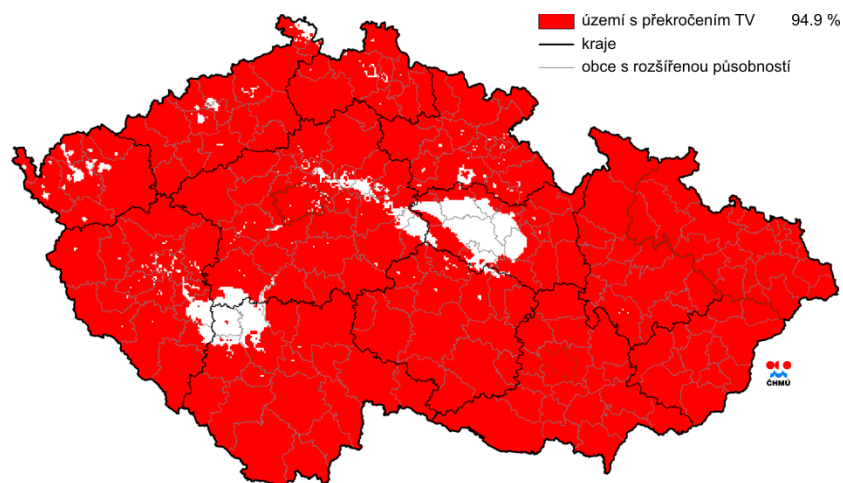 území s překročením TV 94.9 %
kraje
obce s rozšířenou působností
ČHMÚ